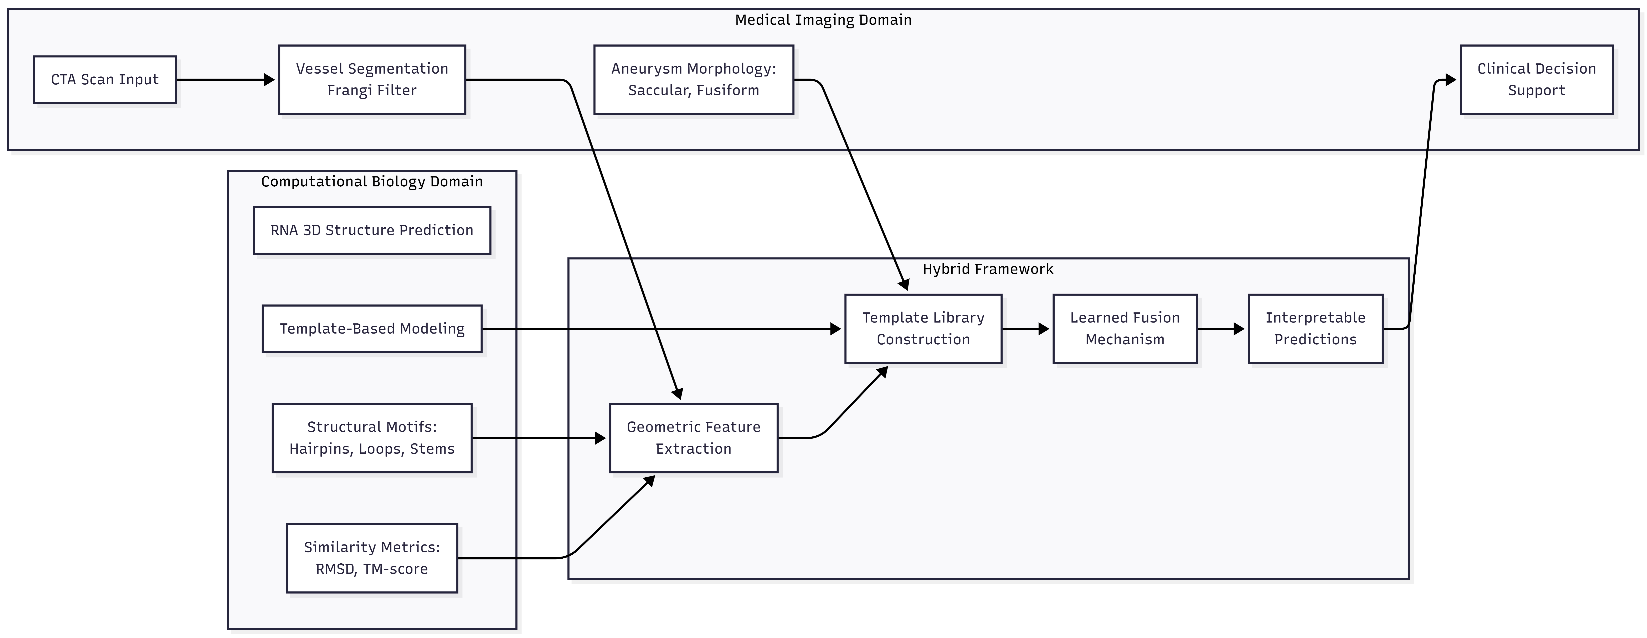 Medical Imaging Domain
CTA Scan Input
Vessel Segmentation
Frangi Filter
Aneurysm Morphology:
Saccular, Fusiform
Clinical Decision
Support
Computational Biology Domain
RNA 3D Structure Prediction
Template-Based Modeling
Structural Motifs:
Hairpins, Loops, Stems
Similarity Metrics:
RMSD, TM-score
Hybrid Framework
Geometric Feature
Extraction
Template Library
Construction
Learned Fusion
Mechanism
Interpretable
Predictions